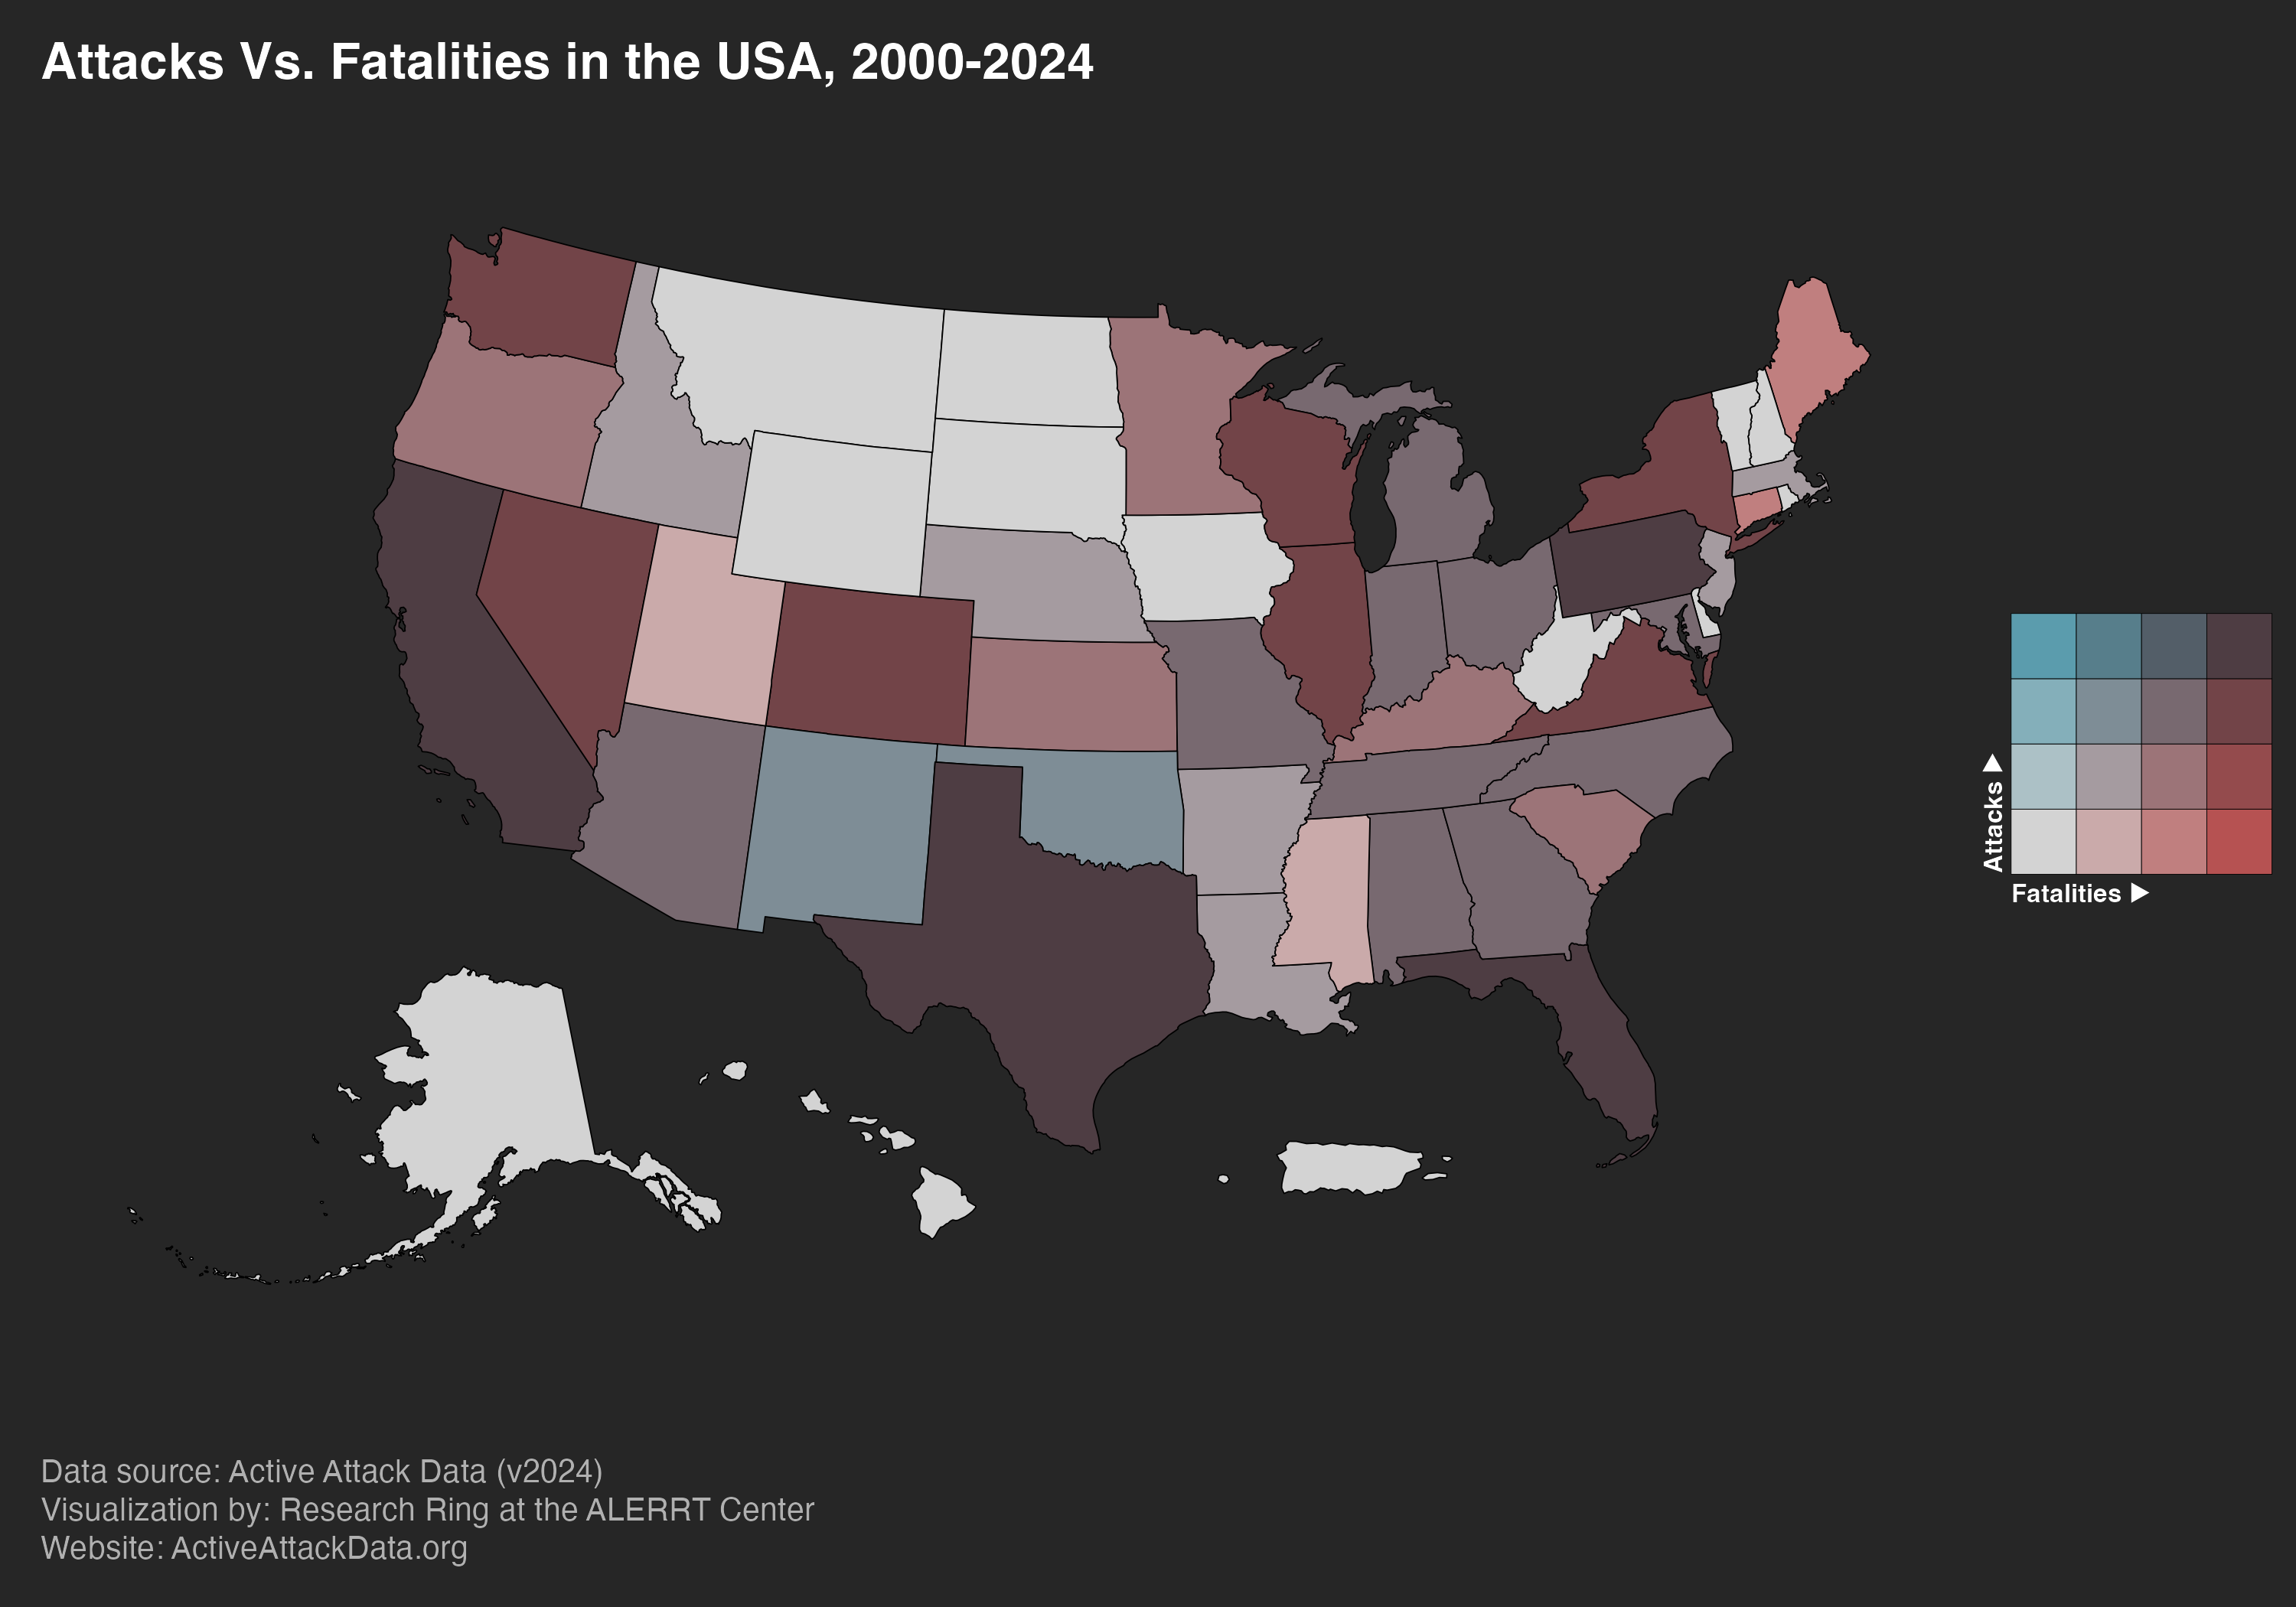 Attacks Vs. Fatalities in the USA, 2000-2024
Attacks ▶
Fatalities ▶
Data source: Active Attack Data (v2024)
Visualization by: Research Ring at the ALERRT Center
Website: ActiveAttackData.org